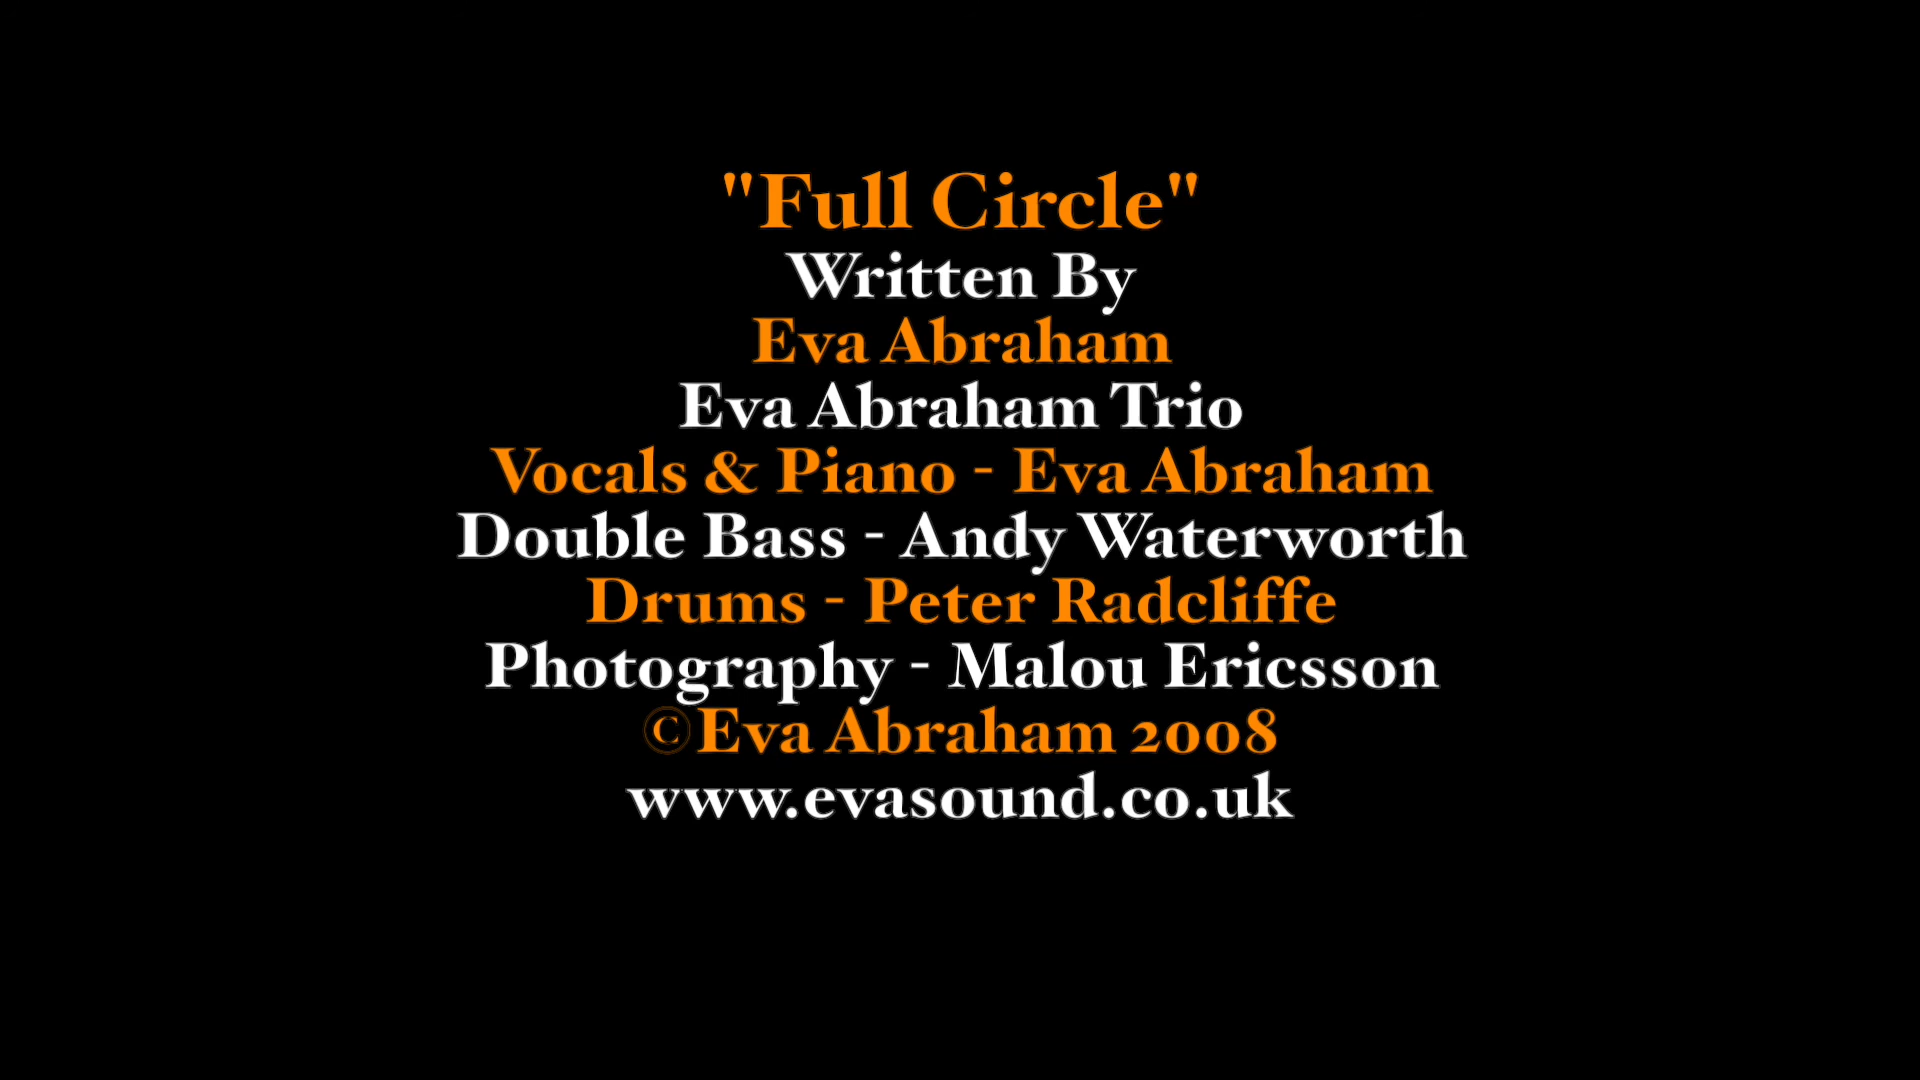 "Full Circle"
Written By
Eva Abraham
Eva Abraham Trio
Vocals & Piano - Eva Abraham
Double Bass - Andy Waterworth
Drums - Peter Radcliffe
Photography - Malou Ericsson
©Eva Abraham 2008
www.evasound.co.uk